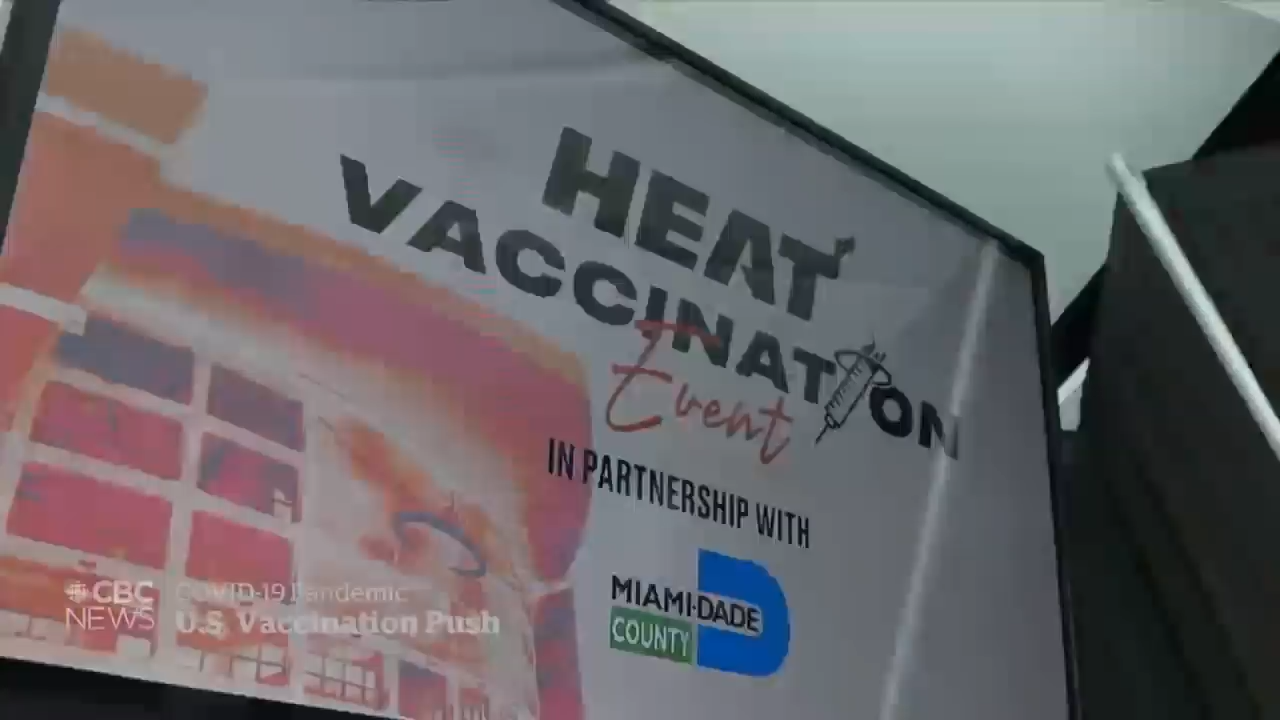 HEAT
VACCINATION
Event
IN PARTNERSHIP WITH
MIAMI-DADE
COUNTY
CBC
NEWS
COVID-19 Pandemic
U.S. Vaccination Push